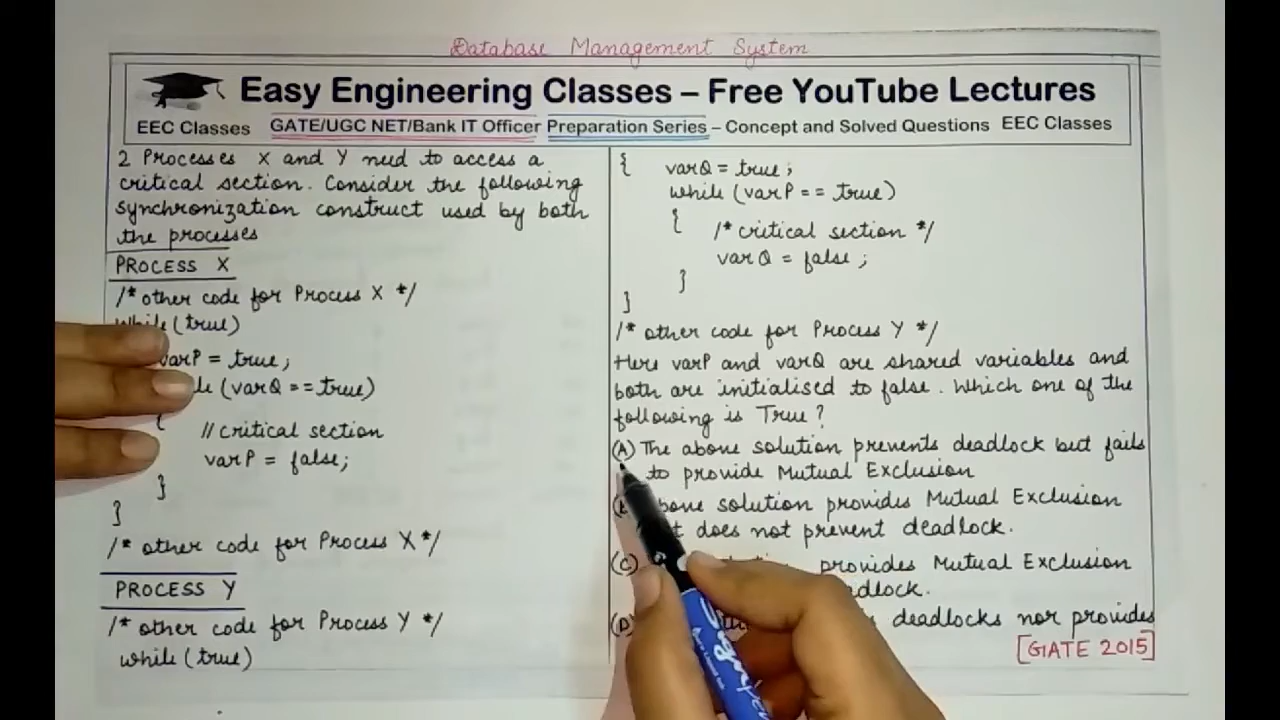 Database Management System
Easy Engineering Classes – Free YouTube Lectures
EEC Classes GATE/UGC NET/Bank IT Officer Preparation Series – Concept and Solved Questions EEC Classes
2 Processes X and Y need to access a
critical section. Consider the following
synchronization construct used by both
the processes
PROCESS X
/* other code for Process X */
while (true)
varP = true;
(varQ == true)
{
// critical section
varP = false;
}
}
/* other code for Process X */
PROCESS Y
/* other code for Process Y */
while (true)
{ varQ = true;
while (varP == true)
{
/* critical section */
varQ = false;
}
}
/* other code for Process Y */
Here varP and varQ are shared variables and
both are initialised to false. Which one of the
following is True?
(A) The above solution prevents deadlock but fails
to provide Mutual Exclusion
above solution provides Mutual Exclusion
does not prevent deadlock.
(C) provides Mutual Exclusion
(D) deadlocks nor provides
[GATE 2015]